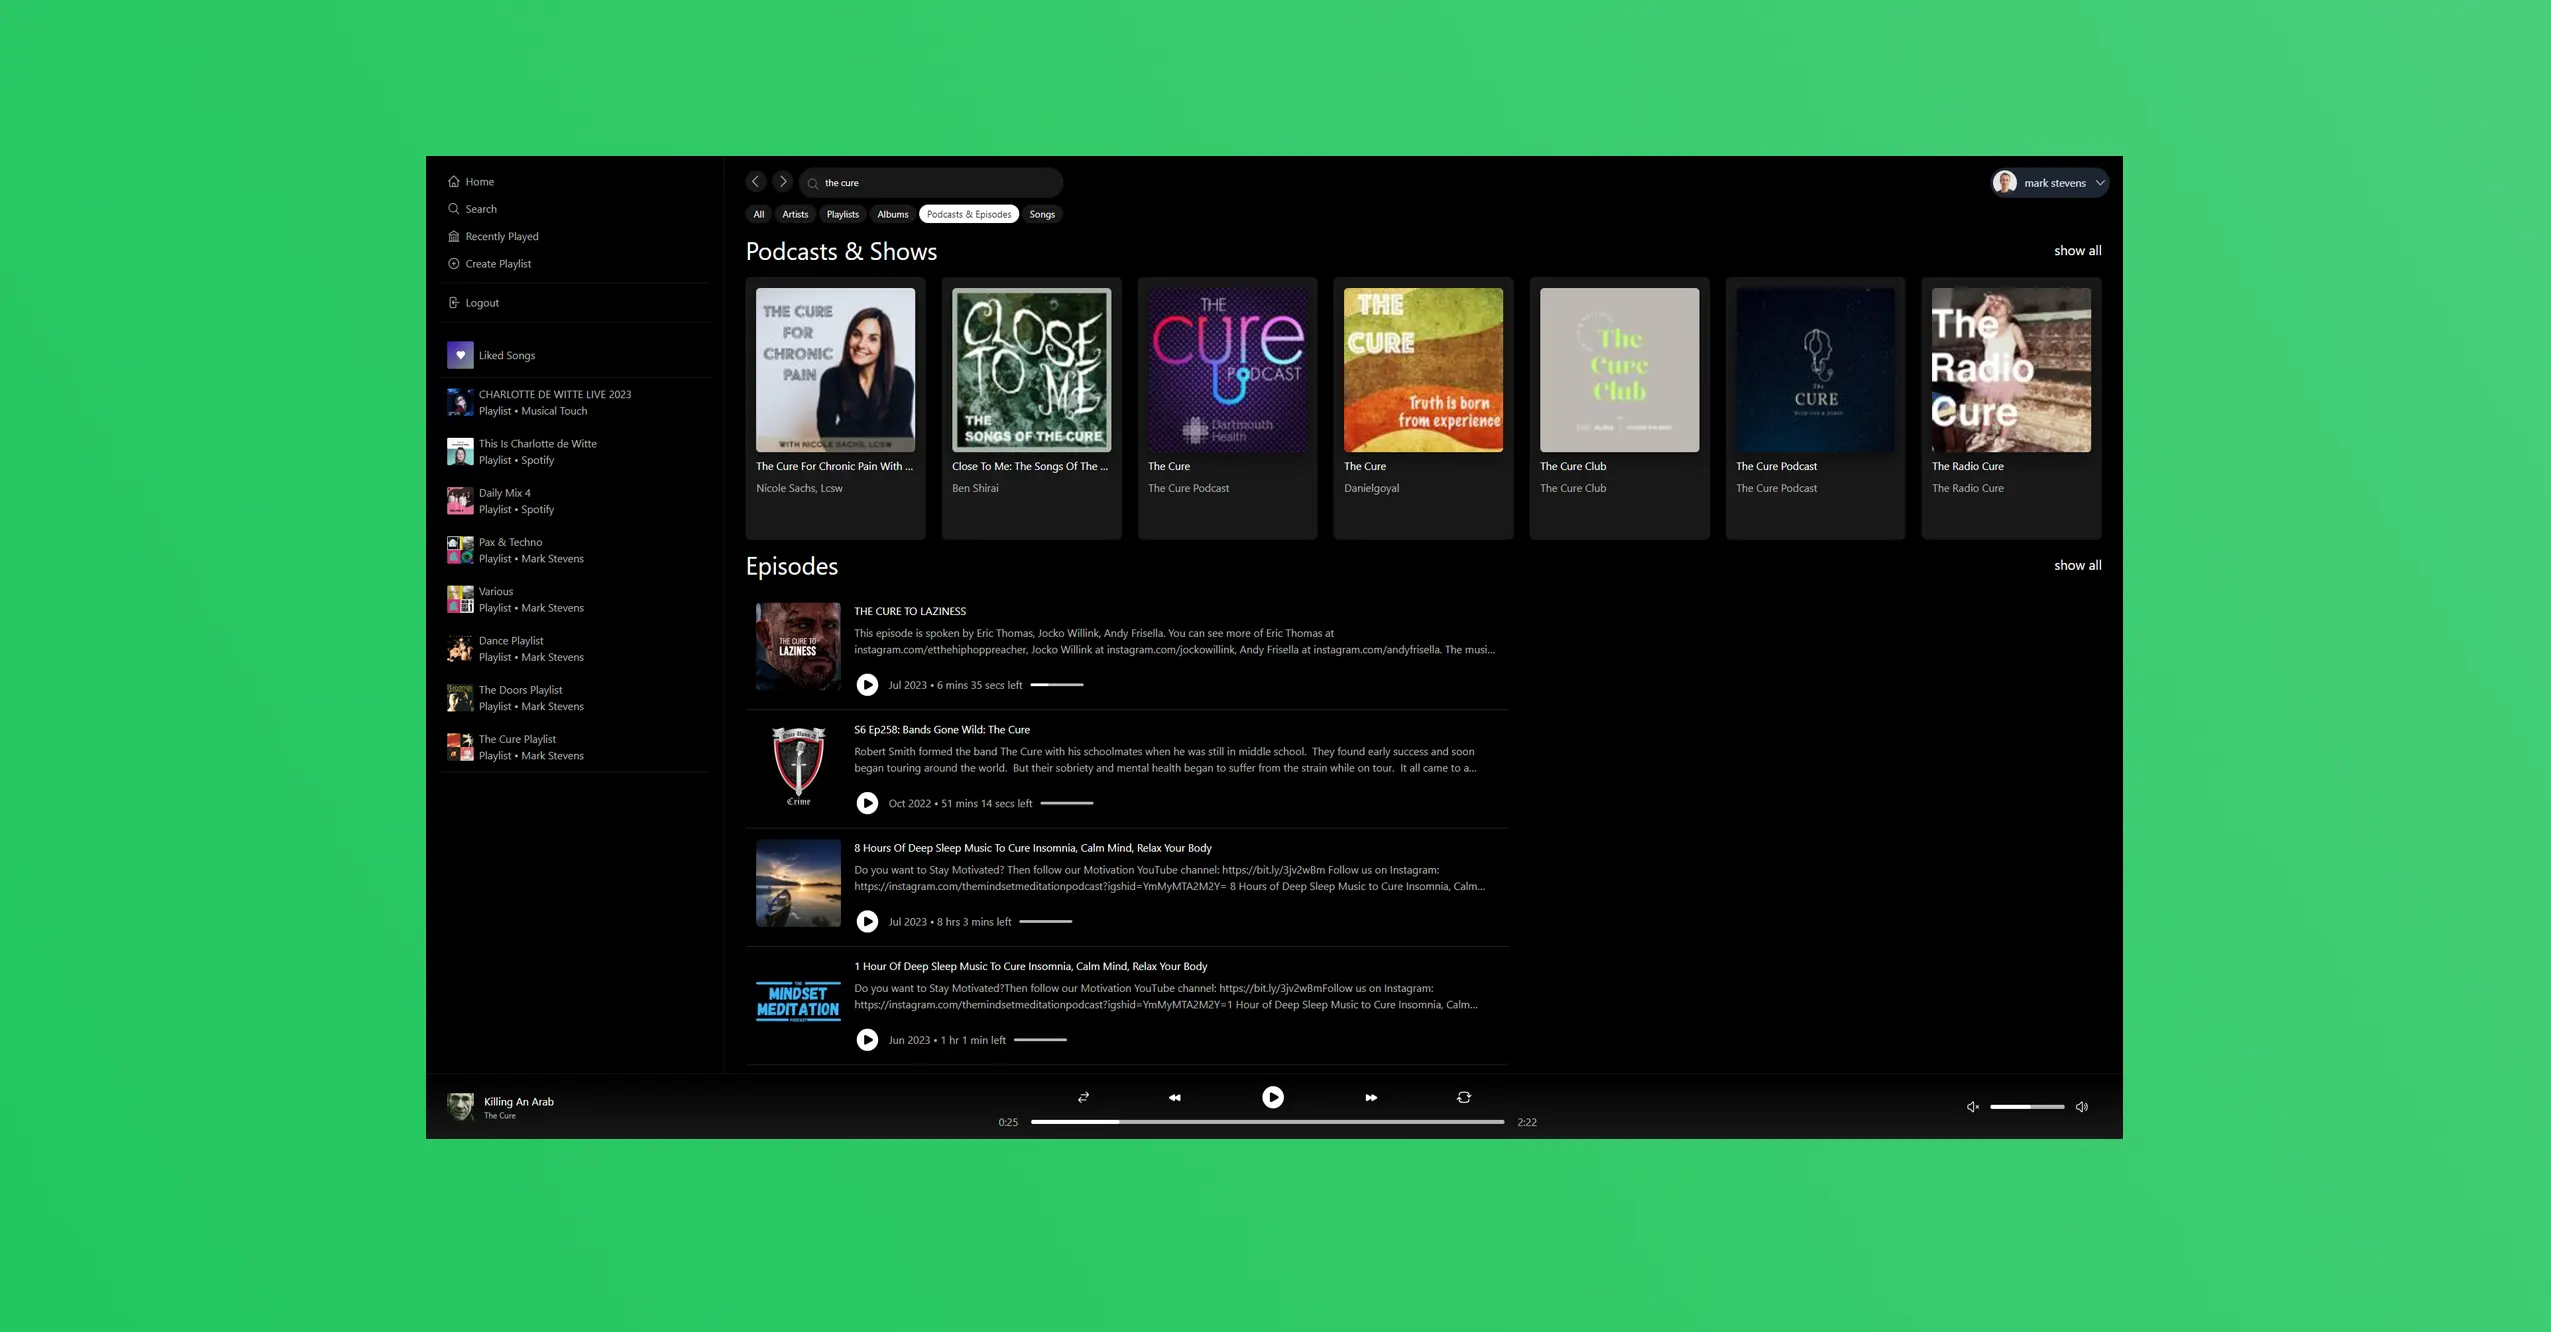 Home
Search
Recently Played
Create Playlist
Logout
Liked Songs
CHARLOTTE DE WITTE LIVE 2023
Playlist • Musical Touch
This Is Charlotte de Witte
Playlist • Spotify
Daily Mix 4
Playlist • Spotify
Pax & Techno
Playlist • Mark Stevens
Various
Playlist • Mark Stevens
Dance Playlist
Playlist • Mark Stevens
The Doors Playlist
Playlist • Mark Stevens
The Cure Playlist
Playlist • Mark Stevens
the cure
mark stevens
All Artists Playlists Albums Podcasts & Episodes Songs
Podcasts & Shows
show all
THE CURE
FOR
CHRONIC
PAIN
WITH NICOLE SACHS, LCSW
The Cure For Chronic Pain With ...
Nicole Sachs, Lcsw
CLOSE
TO
ME
THE
SONGS OF THE CURE
Close To Me: The Songs Of The ...
Ben Shirai
THE
CURE
PODCAST
Dartmouth
Health
The Cure
The Cure Podcast
THE
CURE
Truth is born
from experience
The Cure
Danielgoyal
The
Cure
Club
The Cure Club
The Cure Club
The
CURE
The Cure Podcast
The Cure Podcast
The
Radio
Cure
The Radio Cure
The Radio Cure
Episodes
show all
THE CURE TO
LAZINESS
THE CURE TO LAZINESS
This episode is spoken by Eric Thomas, Jocko Willink, Andy Frisella. You can see more of Eric Thomas at
instagram.com/etthehiphoppreacher, Jocko Willink at instagram.com/jockowillink, Andy Frisella at instagram.com/andyfrisella. The musi...
Jul 2023 • 6 mins 35 secs left
Once Upon A
Crime
S6 Ep258: Bands Gone Wild: The Cure
Robert Smith formed the band The Cure with his schoolmates when he was still in middle school. They found early success and soon
began touring around the world. But their sobriety and mental health began to suffer from the strain while on tour. It all came to a...
Oct 2022 • 51 mins 14 secs left
8 Hours Of Deep Sleep Music To Cure Insomnia, Calm Mind, Relax Your Body
Do you want to Stay Motivated? Then follow our Motivation YouTube channel: https://bit.ly/3jv2wBm Follow us on Instagram:
https://instagram.com/themindsetmeditationpodcast?igshid=YmMyMTA2M2Y= 8 Hours of Deep Sleep Music to Cure Insomnia, Calm...
Jul 2023 • 8 hrs 3 mins left
THE
MINDSET
MEDITATION
PODCAST
1 Hour Of Deep Sleep Music To Cure Insomnia, Calm Mind, Relax Your Body
Do you want to Stay Motivated?Then follow our Motivation YouTube channel: https://bit.ly/3jv2wBmFollow us on Instagram:
https://instagram.com/themindsetmeditationpodcast?igshid=YmMyMTA2M2Y=1 Hour of Deep Sleep Music to Cure Insomnia, Calm...
Jun 2023 • 1 hr 1 min left
Killing An Arab
The Cure
0:25
2:22